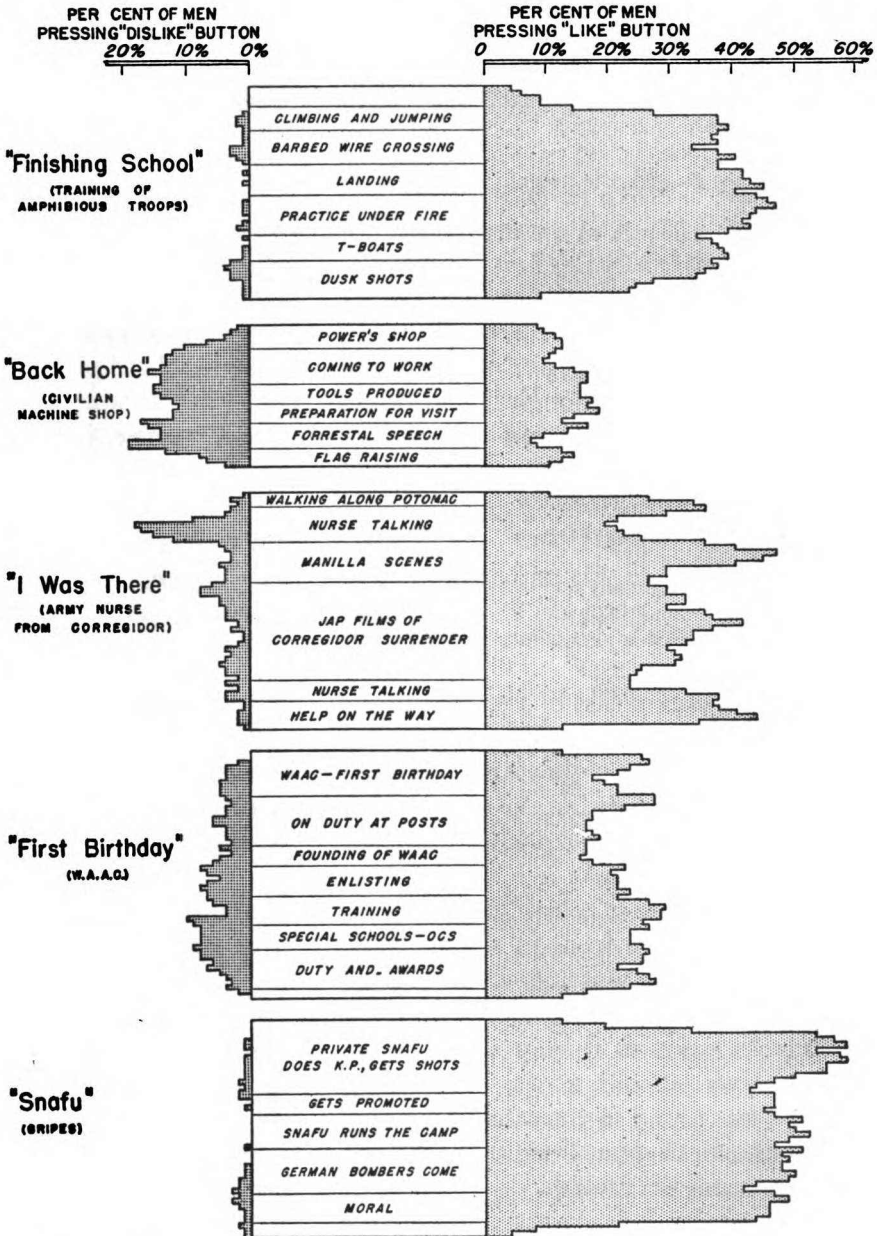 PER CENT OF MEN
PRESSING "DISLIKE" BUTTON
20% 10% 0%
PER CENT OF MEN
PRESSING "LIKE" BUTTON
0 10% 20% 30% 40% 50% 60%
"Finishing School"
(TRAINING OF
AMPHIBIOUS TROOPS)
CLIMBING AND JUMPING
BARBED WIRE CROSSING
LANDING
PRACTICE UNDER FIRE
T-BOATS
DUSK SHOTS
"Back Home"
(CIVILIAN
MACHINE SHOP)
POWER'S SHOP
COMING TO WORK
TOOLS PRODUCED
PREPARATION FOR VISIT
FORRESTAL SPEECH
FLAG RAISING
"I Was There"
(ARMY NURSE
FROM CORREGIDOR)
WALKING ALONG POTOMAC
NURSE TALKING
MANILLA SCENES
JAP FILMS OF
CORREGIDOR SURRENDER
NURSE TALKING
HELP ON THE WAY
"First Birthday"
(W.A.A.C.)
WAAC-FIRST BIRTHDAY
ON DUTY AT POSTS
FOUNDING OF WAAC
ENLISTING
TRAINING
SPECIAL SCHOOLS-OCS
DUTY AND. AWARDS
"Snafu"
(GRIPES)
PRIVATE SNAFU
DOES K.P., GETS SHOTS
GETS PROMOTED
SNAFU RUNS THE CAMP
GERMAN BOMBERS COME
MORAL